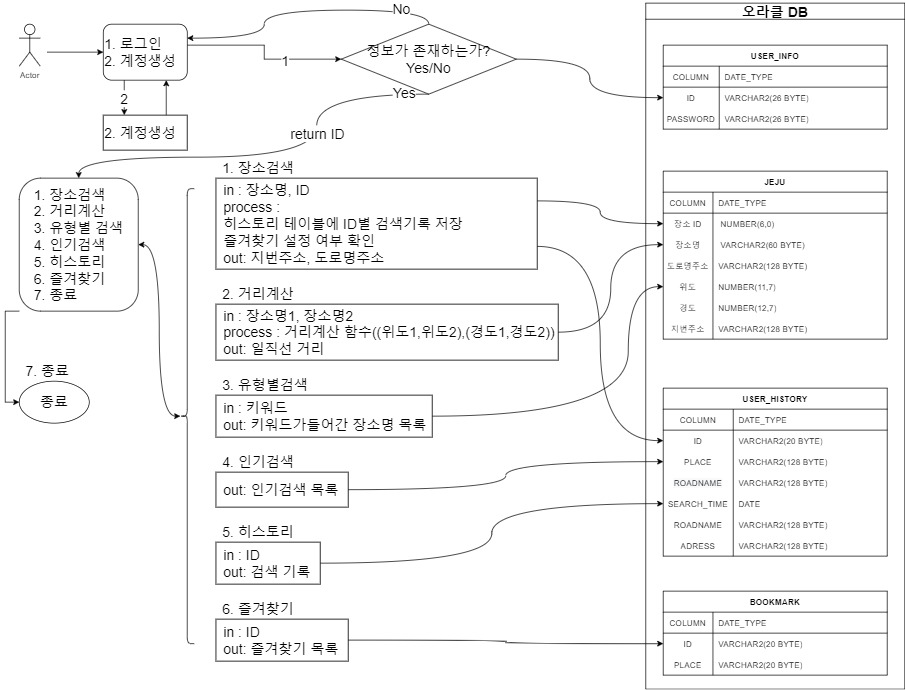 Actor
1. 로그인
2. 계정생성
2
2. 계정생성
No
1
정보가 존재하는가?
Yes/No
Yes
return ID
1. 장소검색
2. 거리계산
3. 유형별 검색
4. 인기검색
5. 히스토리
6. 즐겨찾기
7. 종료
7. 종료
종료
1. 장소검색
in : 장소명, ID
process :
히스토리 테이블에 ID별 검색기록 저장
즐겨찾기 설정 여부 확인
out: 지번주소, 도로명주소
2. 거리계산
in : 장소명1, 장소명2
process : 거리계산 함수((위도1,위도2),(경도1,경도2))
out: 일직선 거리
3. 유형별검색
in : 키워드
out: 키워드가들어간 장소명 목록
4. 인기검색
out: 인기검색 목록
5. 히스토리
in : ID
out: 검색 기록
6. 즐겨찾기
in : ID
out: 즐겨찾기 목록
오라클 DB
USER_INFO
COLUMN DATE_TYPE
ID VARCHAR2(26 BYTE)
PASSWORD VARCHAR2(26 BYTE)
JEJU
COLUMN DATE_TYPE
장소 ID NUMBER(6,0)
장소명 VARCHAR2(60 BYTE)
도로명주소 VARCHAR2(128 BYTE)
위도 NUMBER(11,7)
경도 NUMBER(12,7)
지번주소 VARCHAR2(128 BYTE)
USER_HISTORY
COLUMN DATE_TYPE
ID VARCHAR2(20 BYTE)
PLACE VARCHAR2(128 BYTE)
ROADNAME VARCHAR2(128 BYTE)
SEARCH_TIME DATE
ROADNAME VARCHAR2(128 BYTE)
ADRESS VARCHAR2(128 BYTE)
BOOKMARK
COLUMN DATE_TYPE
ID VARCHAR2(20 BYTE)
PLACE VARCHAR2(20 BYTE)